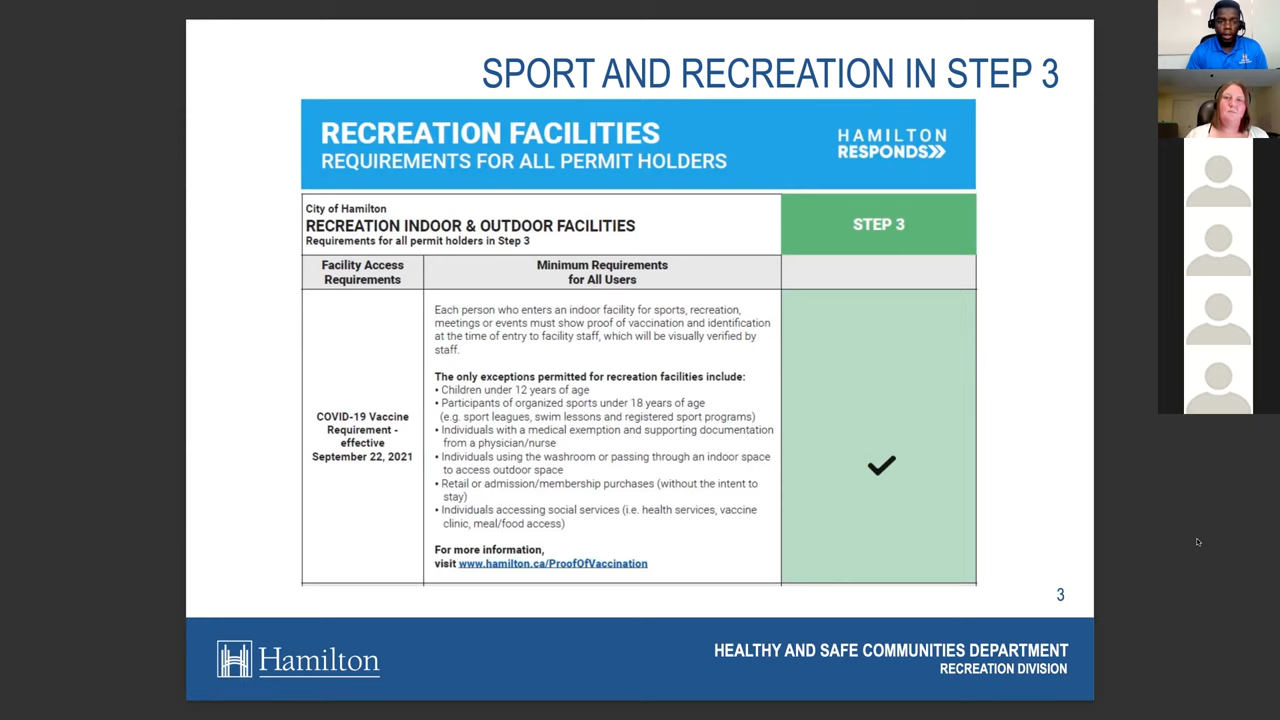 SPORT AND RECREATION IN STEP 3
RECREATION FACILITIES
REQUIREMENTS FOR ALL PERMIT HOLDERS
HAMILTON
RESPONDS
City of Hamilton
RECREATION INDOOR & OUTDOOR FACILITIES
Requirements for all permit holders in Step 3
STEP 3
Facility Access
Requirements
Minimum Requirements
for All Users
COVID-19 Vaccine
Requirement -
effective
September 22, 2021
Each person who enters an indoor facility for sports, recreation,
meetings or events must show proof of vaccination and identification
at the time of entry to facility staff, which will be visually verified by
staff.
The only exceptions permitted for recreation facilities include:
• Children under 12 years of age
• Participants of organized sports under 18 years of age
(e.g. sport leagues, swim lessons and registered sport programs)
• Individuals with a medical exemption and supporting documentation
from a physician/nurse
• Individuals using the washroom or passing through an indoor space
to access outdoor space
• Retail or admission/membership purchases (without the intent to
stay)
• Individuals accessing social services (i.e. health services, vaccine
clinic, meal/food access)
For more information,
visit www.hamilton.ca/ProofOfVaccination
3
Hamilton
HEALTHY AND SAFE COMMUNITIES DEPARTMENT
RECREATION DIVISION